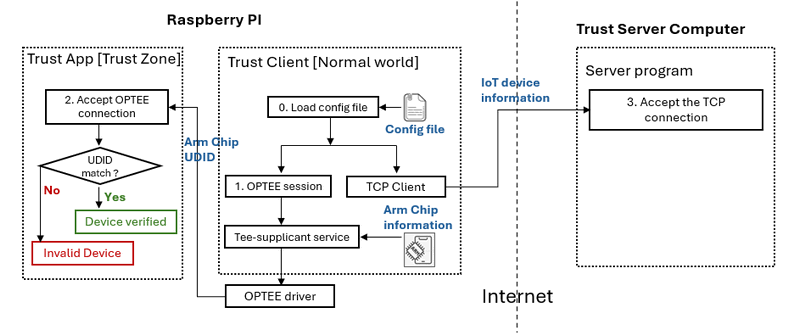 Raspberry PI
Trust Server Computer
Trust App [Trust Zone]
Trust Client [Normal world]
Server program
2. Accept OPTEE
connection
0. Load config file
Config file
IoT device
information
3. Accept the TCP
connection
Arm Chip
UDID
UDID
match ?
No
Yes
1. OPTEE session
TCP Client
Device verified
Arm Chip
information
Invalid Device
Tee-supplicant service
OPTEE driver
Internet